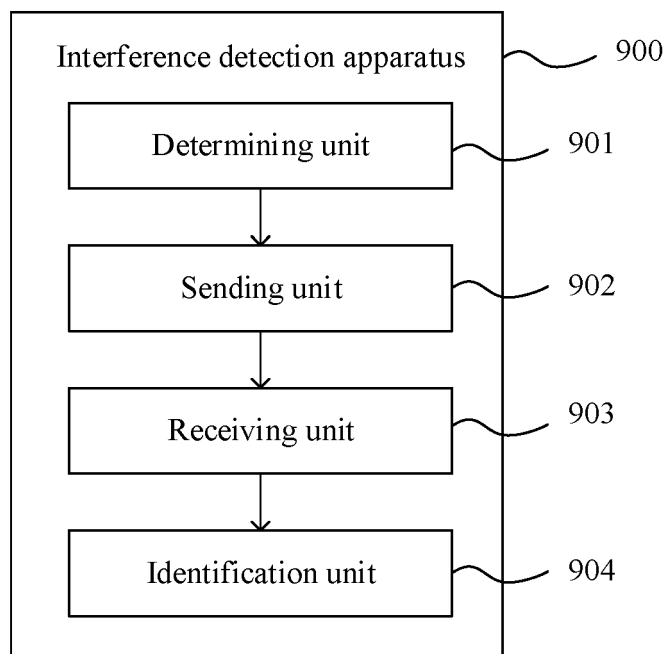 Interference detection apparatus 900
Determining unit 901
Sending unit 902
Receiving unit 903
Identification unit 904